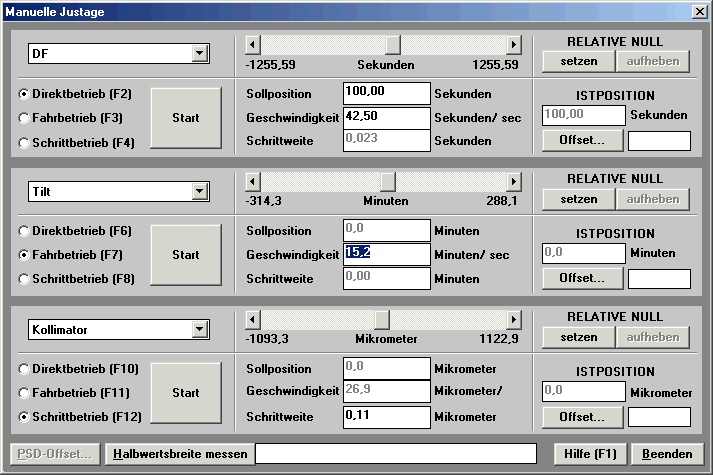 Manuelle Justage
DF
-1255,59 Sekunden 1255,59
RELATIVE NULL
setzen aufheben
Direktbetrieb (F2)
Fahrbetrieb (F3)
Schrittbetrieb (F4)
Start
Sollposition 100,00 Sekunden
Geschwindigkeit 42,50 Sekunden/ sec
Schrittweite 0,023 Sekunden
ISTPOSITION
100,00 Sekunden
Offset...
Tilt
-314,3 Minuten 288,1
RELATIVE NULL
setzen aufheben
Direktbetrieb (F6)
Fahrbetrieb (F7)
Schrittbetrieb (F8)
Start
Sollposition 0,0 Minuten
Geschwindigkeit 15,2 Minuten/ sec
Schrittweite 0,00 Minuten
ISTPOSITION
0,0 Minuten
Offset...
Kollimator
-1093,3 Mikrometer 1122,9
RELATIVE NULL
setzen aufheben
Direktbetrieb (F10)
Fahrbetrieb (F11)
Schrittbetrieb (F12)
Start
Sollposition 0,0 Mikrometer
Geschwindigkeit 26,9 Mikrometer/
Schrittweite 0,11 Mikrometer
ISTPOSITION
0,0 Mikrometer
Offset...
PSD-Offset... Halbwertsbreite messen Hilfe (F1) Beenden